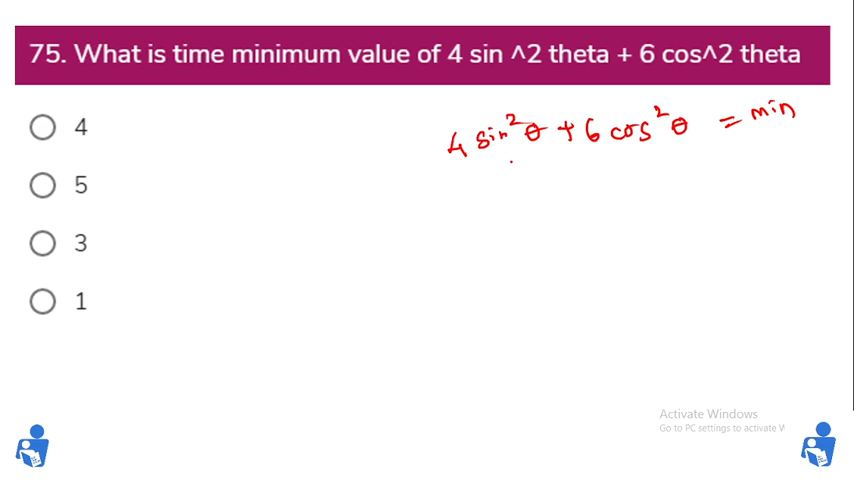 75. What is time minimum value of 4 sin ^2 theta + 6 cos^2 theta
4
4 sin²θ + 6 cos²θ = min
5
3
1
Activate Windows
Go to PC settings to activate W